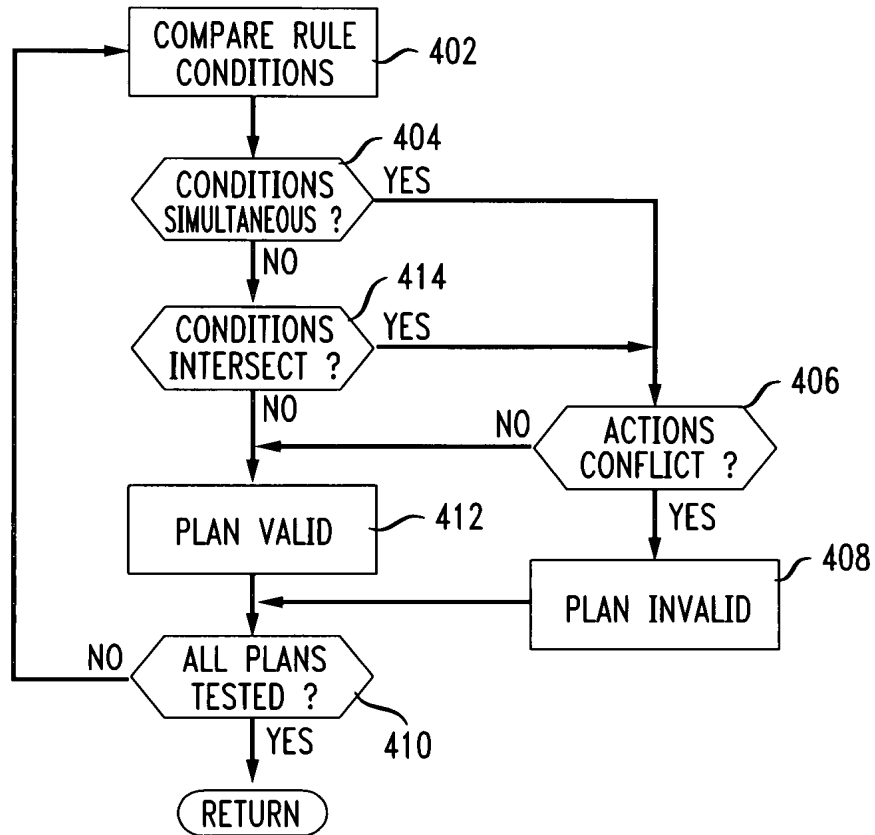 COMPARE RULE
CONDITIONS
402
404
CONDITIONS
SIMULTANEOUS ?
YES
NO
414
CONDITIONS
INTERSECT ?
YES
NO
406
ACTIONS
CONFLICT ?
NO
YES
PLAN VALID
412
408
PLAN INVALID
ALL PLANS
TESTED ?
NO
410
YES
RETURN